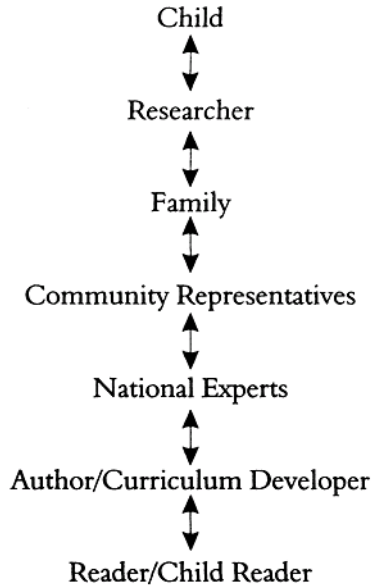 Child
Researcher
Family
Community Representatives
National Experts
Author/Curriculum Developer
Reader/Child Reader